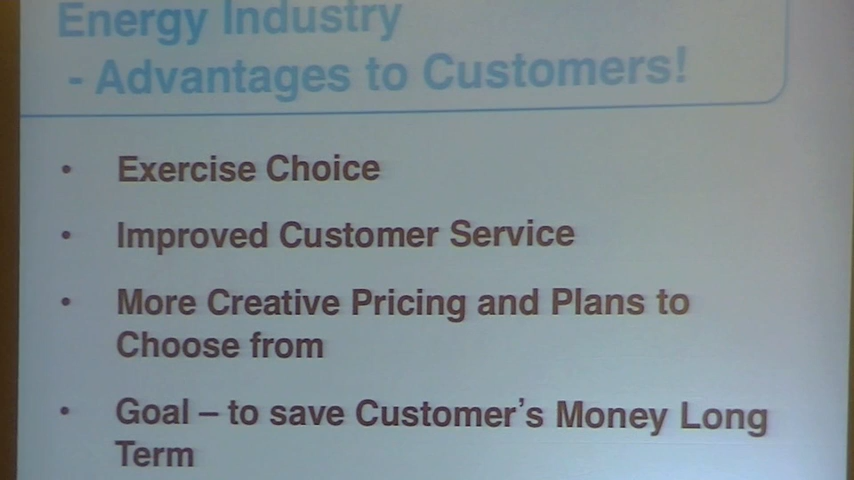 Energy Industry
- Advantages to Customers!
• Exercise Choice
• Improved Customer Service
• More Creative Pricing and Plans to
Choose from
• Goal – to save Customer's Money Long
Term